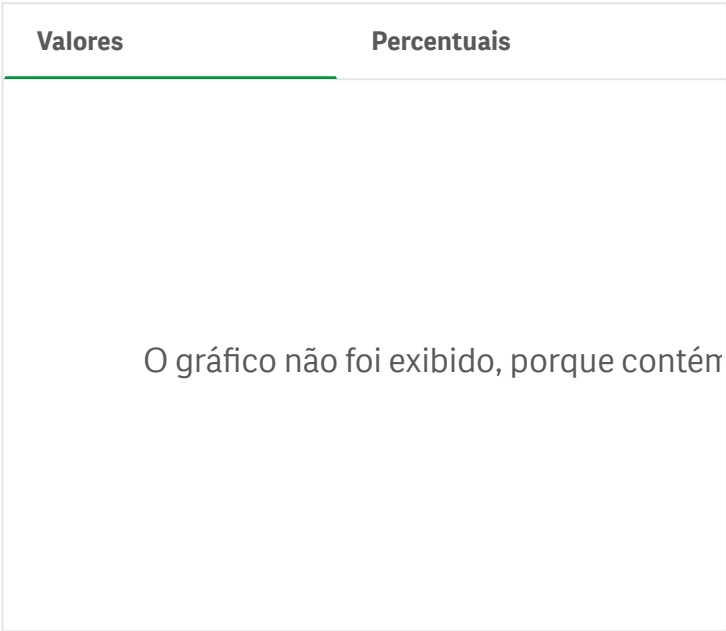 Valores Percentuais
O gráfico não foi exibido, porque contém